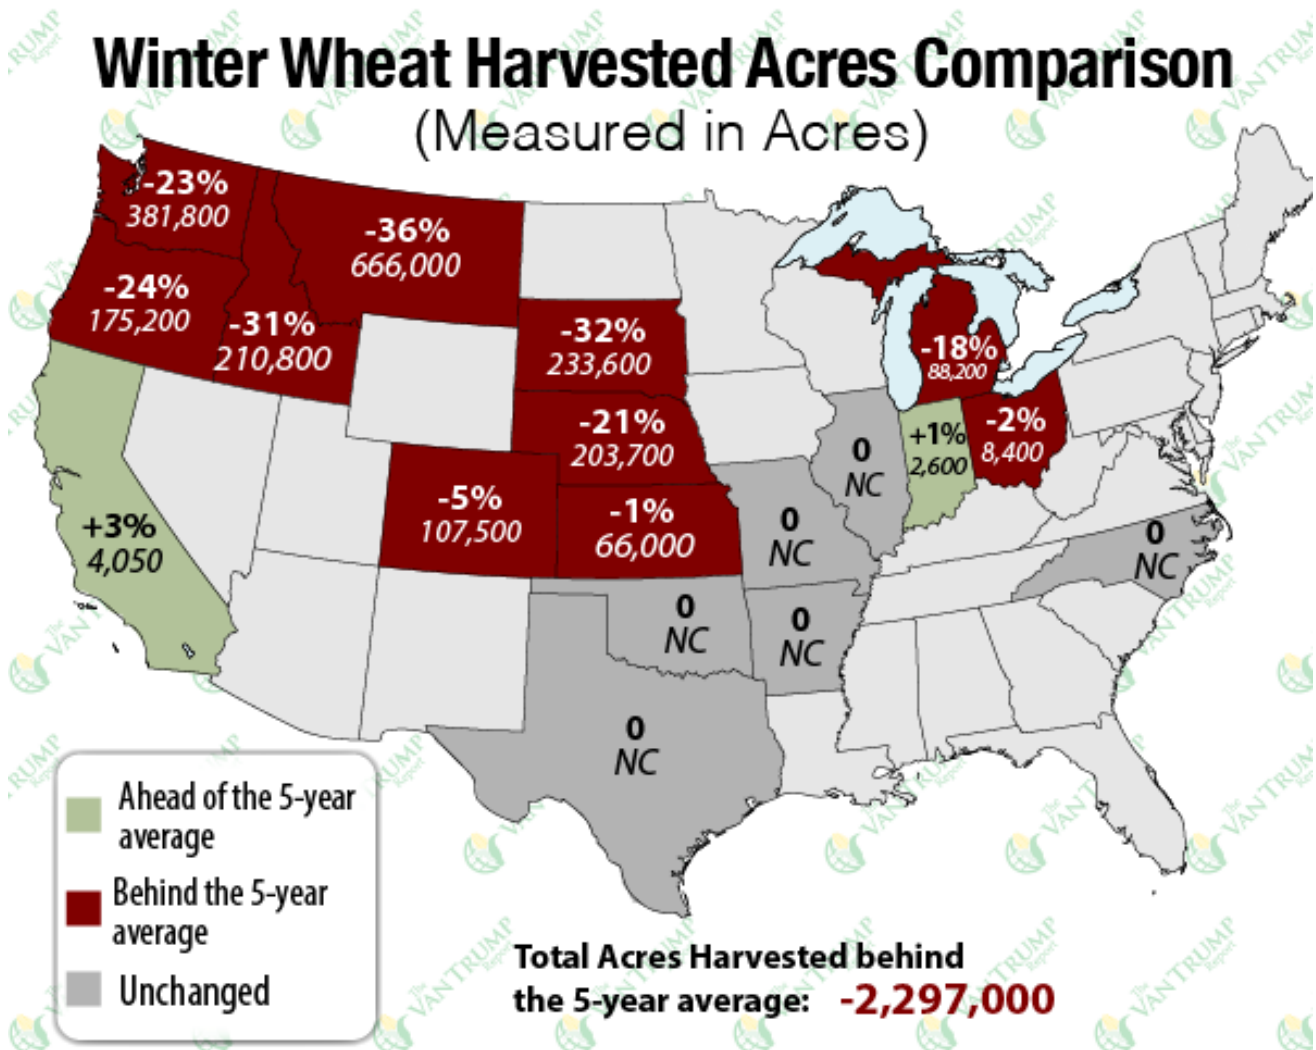 Winter Wheat Harvested Acres Comparison
(Measured in Acres)
-23%
381,800
-36%
666,000
-24%
175,200
-31%
210,800
-32%
233,600
-18%
88,200
-21%
203,700
+1%
2,600
-2%
8,400
0
NC
-5%
107,500
-1%
66,000
+3%
4,050
0
NC
0
NC
0
NC
0
NC
0
NC
Ahead of the 5-year
average
Behind the 5-year
average
Unchanged
Total Acres Harvested behind
the 5-year average: -2,297,000
The
VAN TRUMP
Report